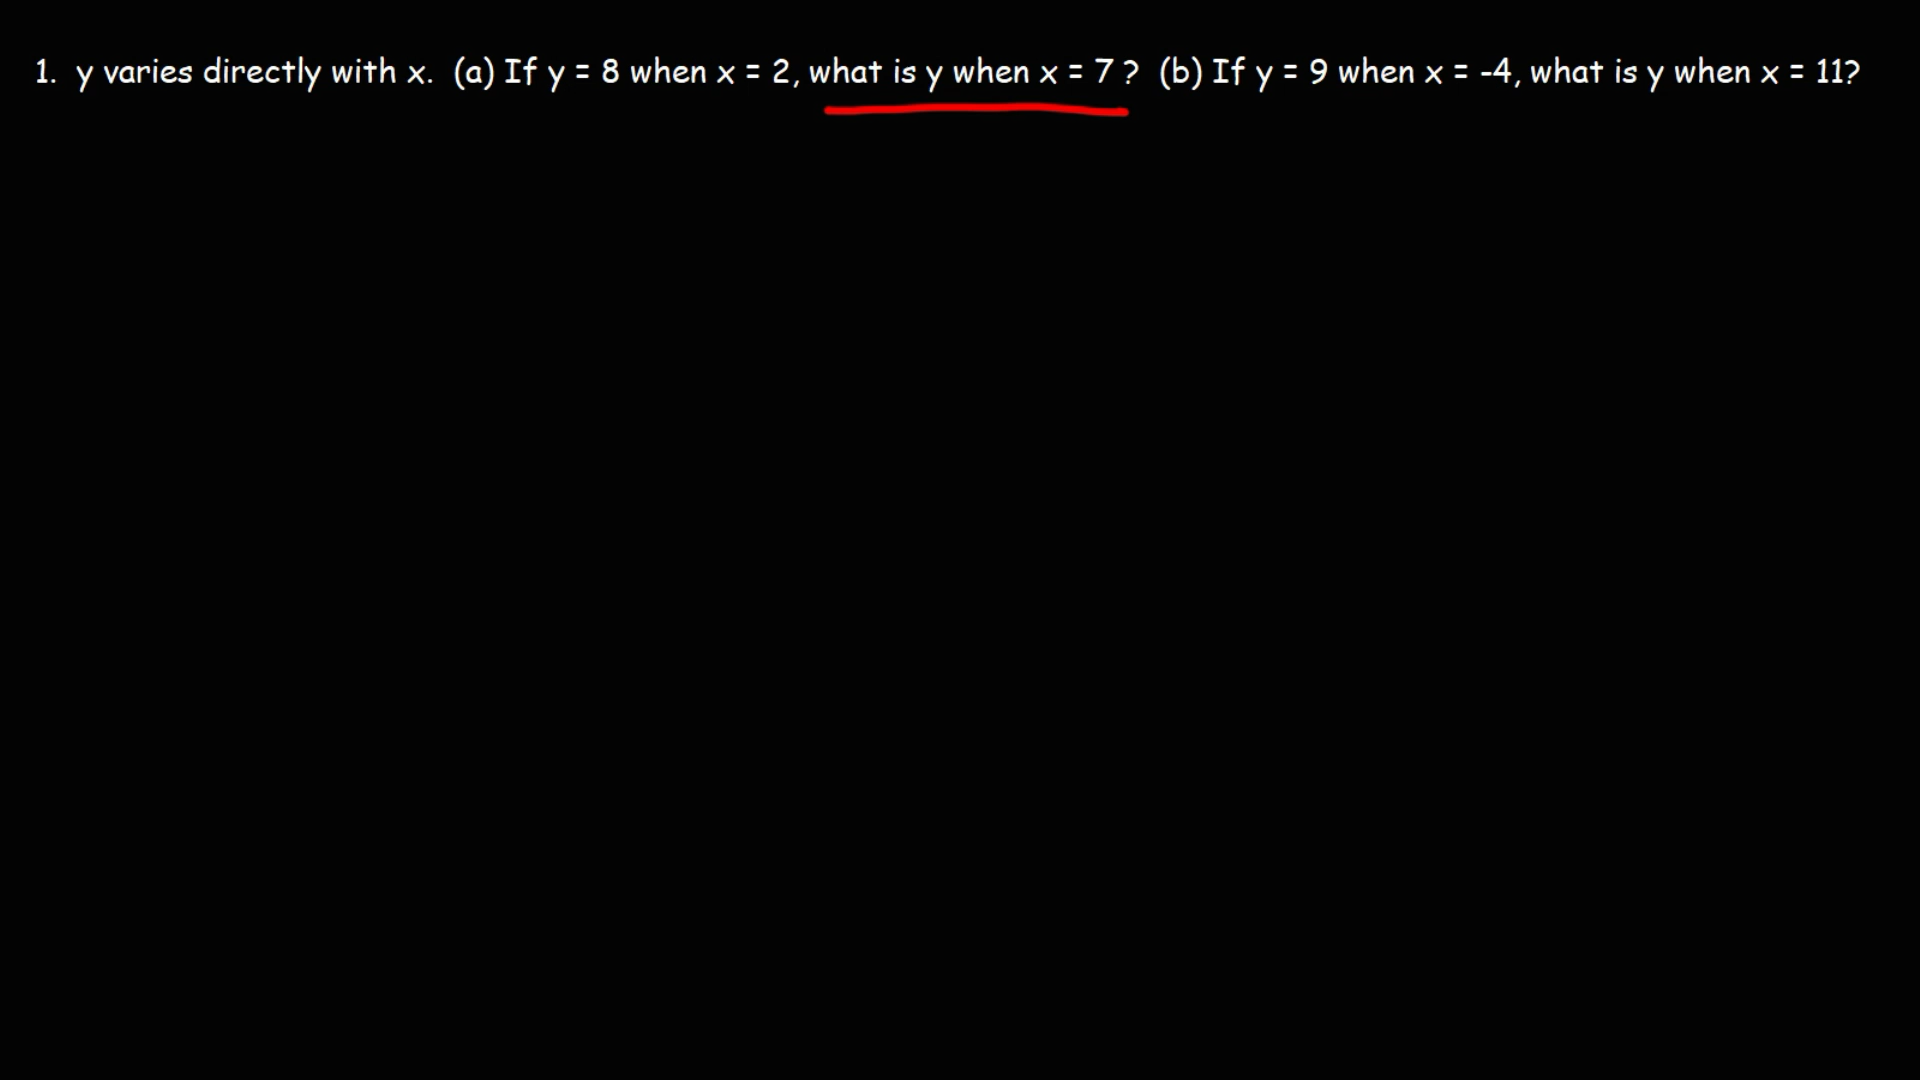 1. y varies directly with x. (a) If y = 8 when x = 2, what is y when x = 7 ? (b) If y = 9 when x = -4, what is y when x = 11?